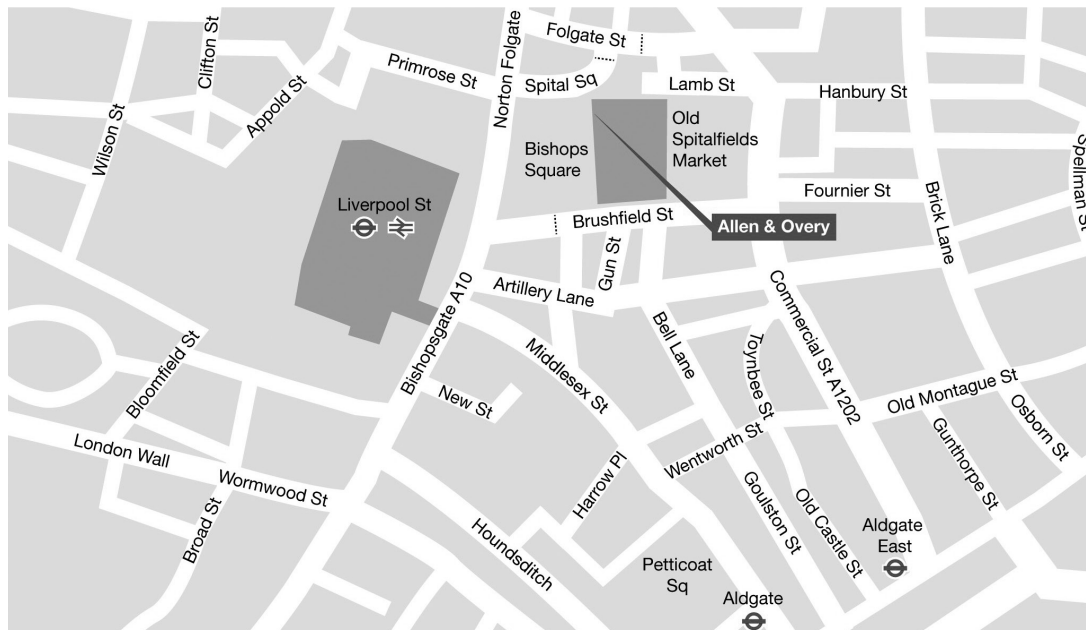 Clifton St
Folgate St
Norton Folgate
Primrose St
Spital Sq
Lamb St
Hanbury St
Appold St
Wilson St
Old
Spitalfields
Market
Bishops
Square
Spellman St
Fournier St
Brick Lane
Liverpool St
Brushfield St
Allen & Overy
Gun St
Artillery Lane
Bishopsgate A10
Commercial St A1202
Bell Lane
Toynbee St
Middlesex St
Bloomfield St
New St
Old Montague St
Osborn St
Gunthorpe St
London Wall
Wormwood St
Wentworth St
Harrow Pl
Goulston St
Old Castle St
Broad St
Houndsditch
Aldgate
East
Petticoat
Sq
Aldgate